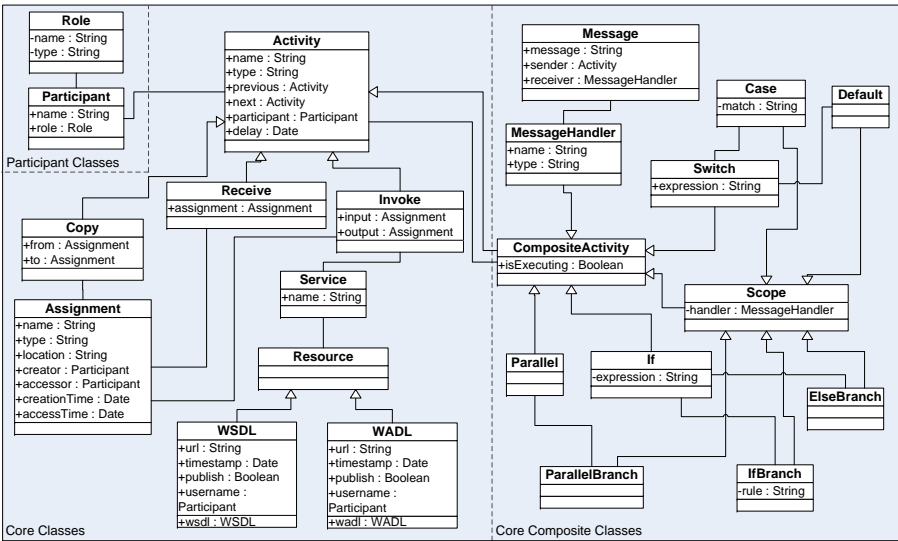 Role
-name : String
-type : String
Participant
+name : String
+role : Role
Participant Classes
Activity
+name : String
+type : String
+previous : Activity
+next : Activity
+participant : Participant
+delay : Date
Receive
+assignment : Assignment
Invoke
+input : Assignment
+output : Assignment
Copy
+from : Assignment
+to : Assignment
Service
+name : String
Assignment
+name : String
+type : String
+location : String
+creator : Participant
+accessor : Participant
+creationTime : Date
+accessTime : Date
Resource
WSDL
+url : String
+timestamp : Date
+publish : Boolean
+username :
Participant
+wsdl : WSDL
WADL
+url : String
+timestamp : Date
+publish : Boolean
+username :
Participant
+wadl : WADL
Core Classes
Message
+message : String
+sender : Activity
+receiver : MessageHandler
Case
-match : String
Default
MessageHandler
+name : String
+type : String
Switch
+expression : String
CompositeActivity
+isExecuting : Boolean
Scope
-handler : MessageHandler
Parallel
If
-expression : String
ElseBranch
ParallelBranch
IfBranch
-rule : String
Core Composite Classes